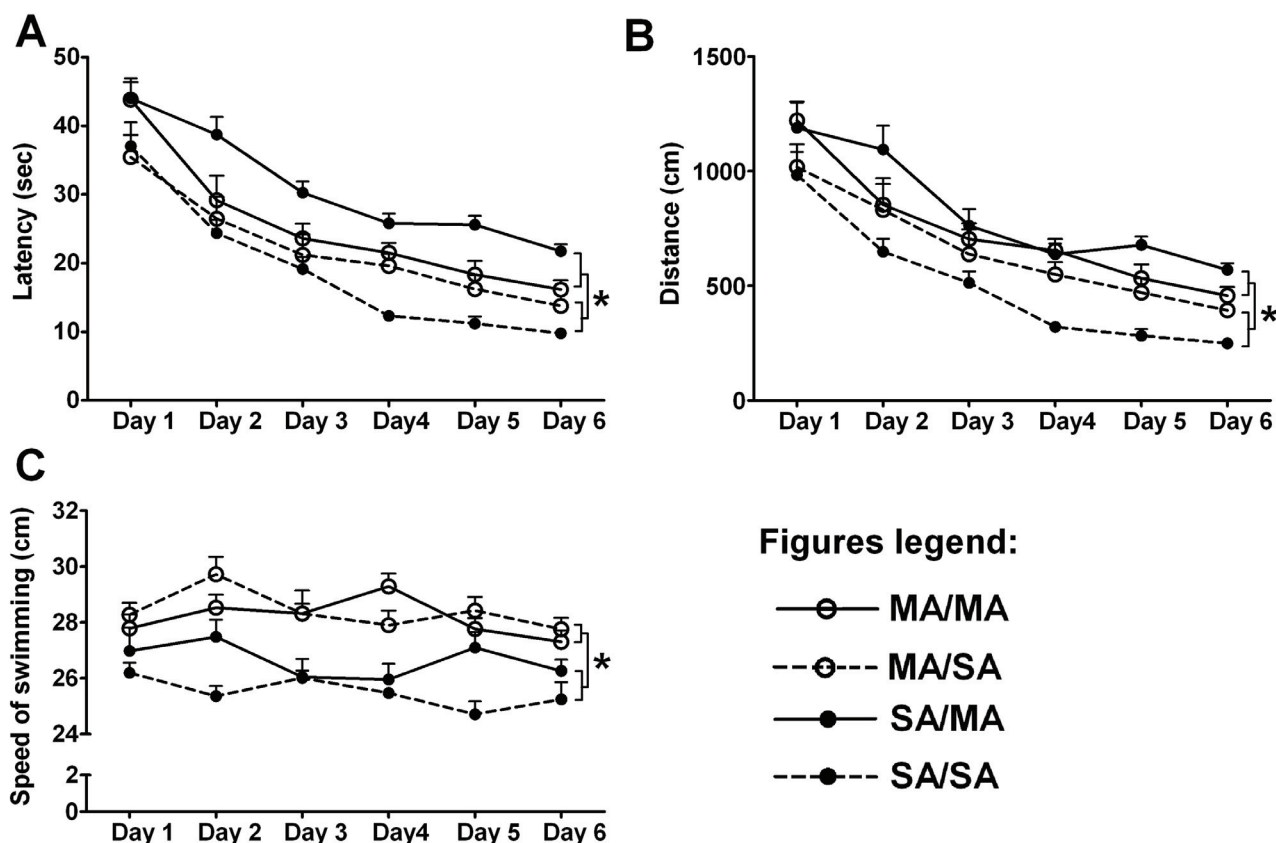 A
Latency (sec)
50
40
30
20
10
0
*
Day 1 Day 2 Day 3 Day4 Day 5 Day 6
B
Distance (cm)
1500
1000
500
0
*
Day 1 Day 2 Day 3 Day4 Day 5 Day 6
C
Speed of swimming (cm)
32
30
28
26
24
2
0
*
Day 1 Day 2 Day 3 Day4 Day 5 Day 6
Figures legend:
MA/MA
MA/SA
SA/MA
SA/SA